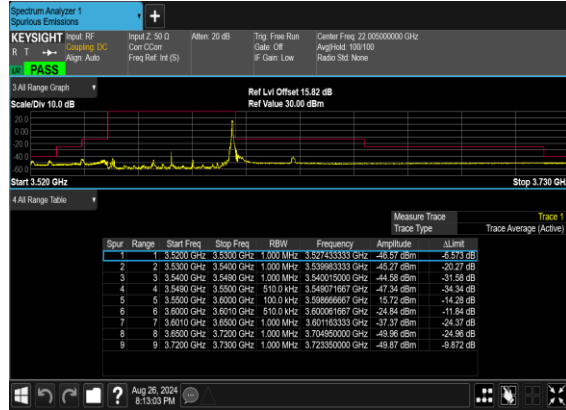 Spectrum Analyzer 1
Spurious Emissions
KEYSIGHT Input: RF Input Z: 50 Ω Atten: 20 dB Trig: Free Run Center Freq: 22.005000000 GHz
R T Coupling: DC Corr CCorr Gate: Off Avg|Hold: 100/100
Align: Auto Freq Ref: Int (S) IF Gain: Low Radio Std: None
PASS
3 All Range Graph
Ref Lvl Offset 15.82 dB
Scale/Div 10.0 dB Ref Value 30.00 dBm
20.0
0.00
-20.0
-40.0
-60.0
Start 3.520 GHz Stop 3.730 GH
4 All Range Table
Measure Trace Trace 1
Trace Type Trace Average (Active)
Spur Range Start Freq Stop Freq RBW Frequency Amplitude ΔLimit
1 1 3.5200 GHz 3.5300 GHz 1.000 MHz 3.527433333 GHz -46.57 dBm -6.573 dB
2 2 3.5300 GHz 3.5400 GHz 1.000 MHz 3.539983333 GHz -45.27 dBm -20.27 dB
3 3 3.5400 GHz 3.5490 GHz 1.000 MHz 3.540015000 GHz -44.58 dBm -31.58 dB
4 4 3.5490 GHz 3.5500 GHz 510.0 kHz 3.549071667 GHz -47.34 dBm -34.34 dB
5 5 3.5500 GHz 3.6000 GHz 100.0 kHz 3.598666667 GHz 15.72 dBm -14.28 dB
6 6 3.6000 GHz 3.6010 GHz 510.0 kHz 3.600061667 GHz -24.84 dBm -11.84 dB
7 7 3.6010 GHz 3.6500 GHz 1.000 MHz 3.601163333 GHz -37.37 dBm -24.37 dB
8 8 3.6500 GHz 3.7200 GHz 1.000 MHz 3.704950000 GHz -49.96 dBm -24.96 dB
9 9 3.7200 GHz 3.7300 GHz 1.000 MHz 3.723350000 GHz -49.87 dBm -9.872 dB
Aug 26, 2024
8:13:03 PM